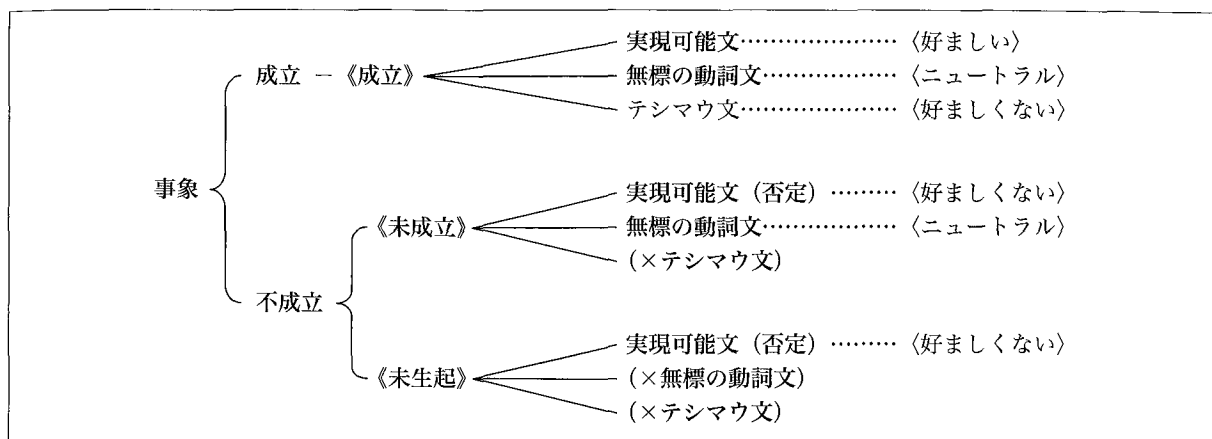 実現可能文…………………〈好ましい〉
成立 － 《成立》 無標の動詞文………………〈ニュートラル〉
テシマウ文…………………〈好ましくない〉
事象
実現可能文（否定）………〈好ましくない〉
《未成立》 無標の動詞文………………〈ニュートラル〉
（×テシマウ文）
不成立
実現可能文（否定）………〈好ましくない〉
《未生起》 （×無標の動詞文）
（×テシマウ文）